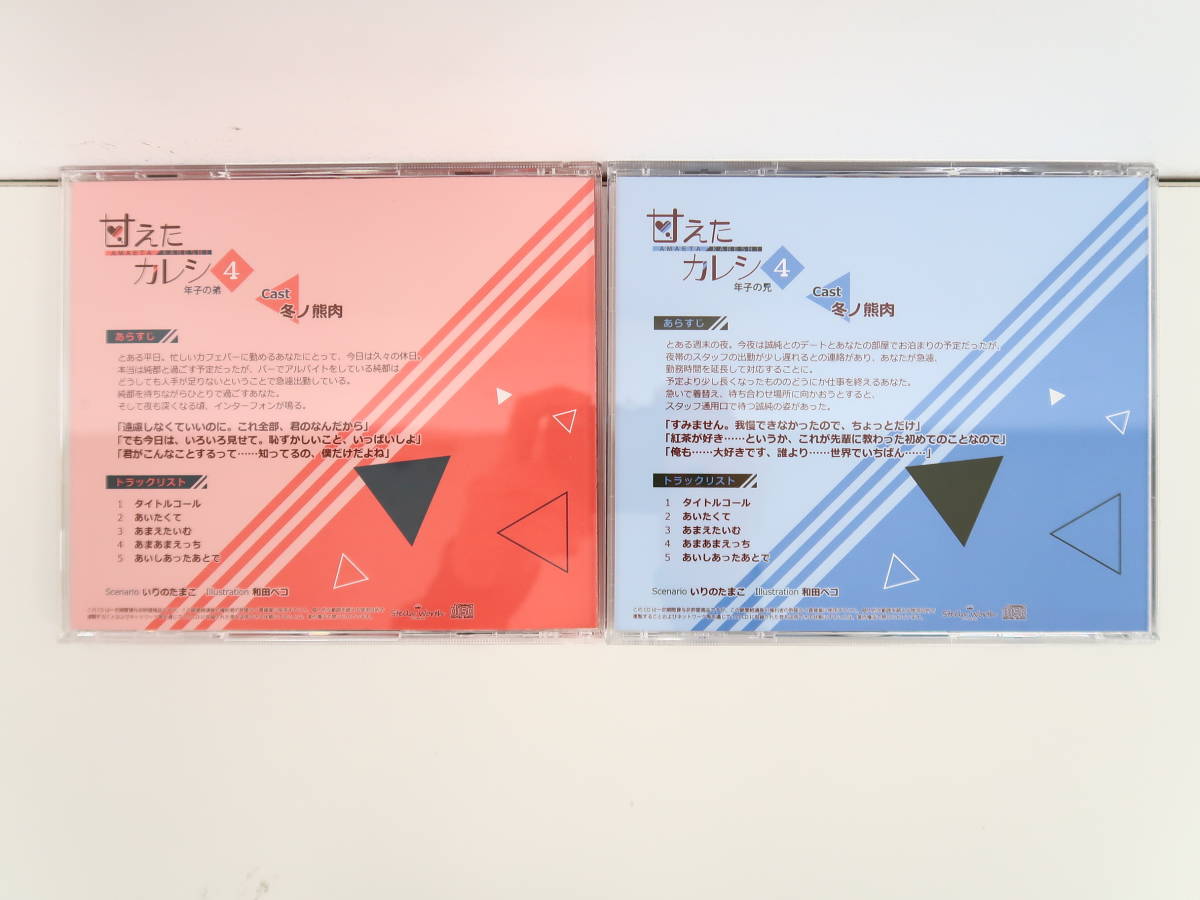 甘えた
AMAETA KARESHI
カレシ 4
年子の弟
Cast
冬ノ熊肉
あらすじ
とある平日。忙しいカフェバーに勤めるあなたにとって、今日は久々の休日。
本当は純都と過ごす予定だったが、バーでアルバイトをしている純都は
どうしても人手が足りないということで急遽出勤している。
純都を待ちながらひとりで過ごすあなた。
そして夜も深くなる頃、インターフォンが鳴る。
「遠慮しなくていいのに。これ全部、君のなんだから」
「でも今日は、いろいろ見せて。恥ずかしいこと、いっぱいしよ」
「君がこんなことするって……知ってるの、僕だけだよね」
トラックリスト
1 タイトルコール
2 あいたくて
3 あまえたいむ
4 あまあまえっち
5 あいしあったあとで
Scenario いりのたまこ Illustration 和田ベコ
甘えた
AMAETA KARESHI
カレシ 4
年子の兄
Cast
冬ノ熊肉
あらすじ
とある週末の夜。今夜は誠純とのデートとあなたの部屋でお泊まりの予定だったが、
夜帯のスタッフの出勤が少し遅れるとの連絡があり、あなたが急遽、
勤務時間を延長して対応することに。
予定より少し長くなったもののどうにか仕事を終えるあなた。
急いで着替え、待ち合わせ場所に向かおうとすると、
スタッフ通用口で待つ誠純の姿があった。
「すみません。我慢できなかったので、ちょっとだけ」
「紅茶が好き……というか、これが先輩に教わった初めてのことなので」
「俺も……大好きです、誰より……世界でいちばん……」
トラックリスト
1 タイトルコール
2 あいたくて
3 あまえたいむ
4 あまあまえっち
5 あいしあったあとで
Scenario いりのたまこ Illustration 和田ベコ